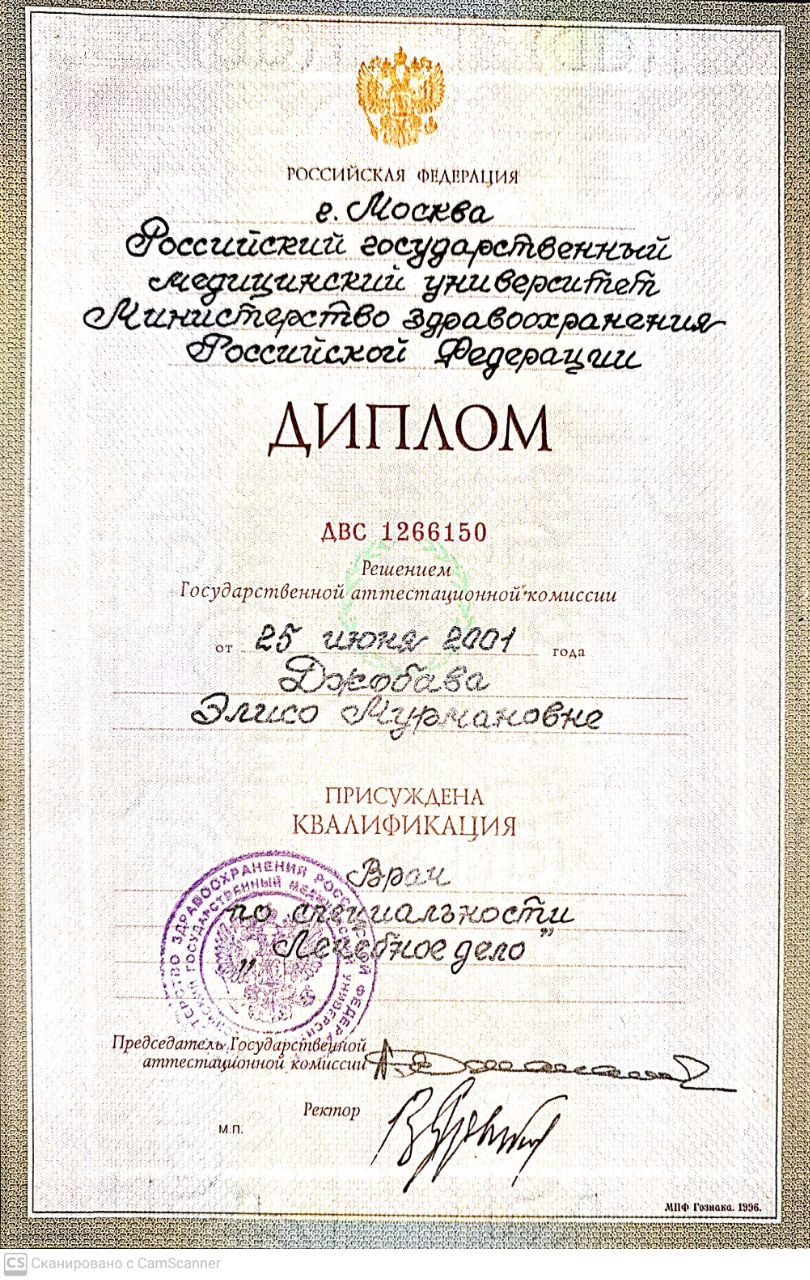 РОССИЙСКАЯ ФЕДЕРАЦИЯ
г. Москва
Российский государственный
медицинский университет
Министерство здравоохранения
Российской Федерации
ДИПЛОМ
ДВС 1266150
Решением
Государственной аттестационной комиссии
от 25 июня 2001 года
Джобава
Элисо Мурмановне
ПРИСУЖДЕНА
КВАЛИФИКАЦИЯ
Врач
по специальности
„Лечебное дело”
Председатель Государственной
аттестационной комиссии
Ректор
м.п.
МПФ Гознака. 1996.
CS Сканировано с CamScanner